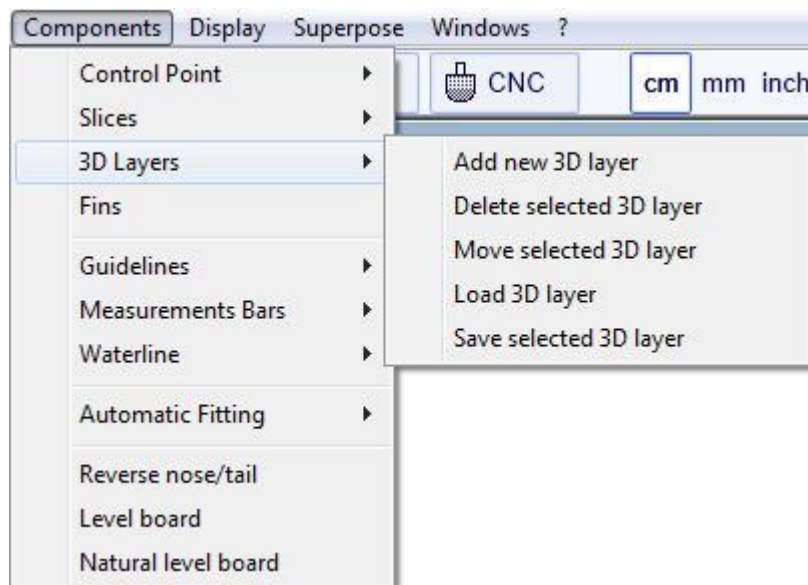 Components Display Superpose Windows ?
CNC cm mm inch
Control Point
Slices
3D Layers
Fins
Guidelines
Measurements Bars
Waterline
Automatic Fitting
Reverse nose/tail
Level board
Natural level board
Add new 3D layer
Delete selected 3D layer
Move selected 3D layer
Load 3D layer
Save selected 3D layer